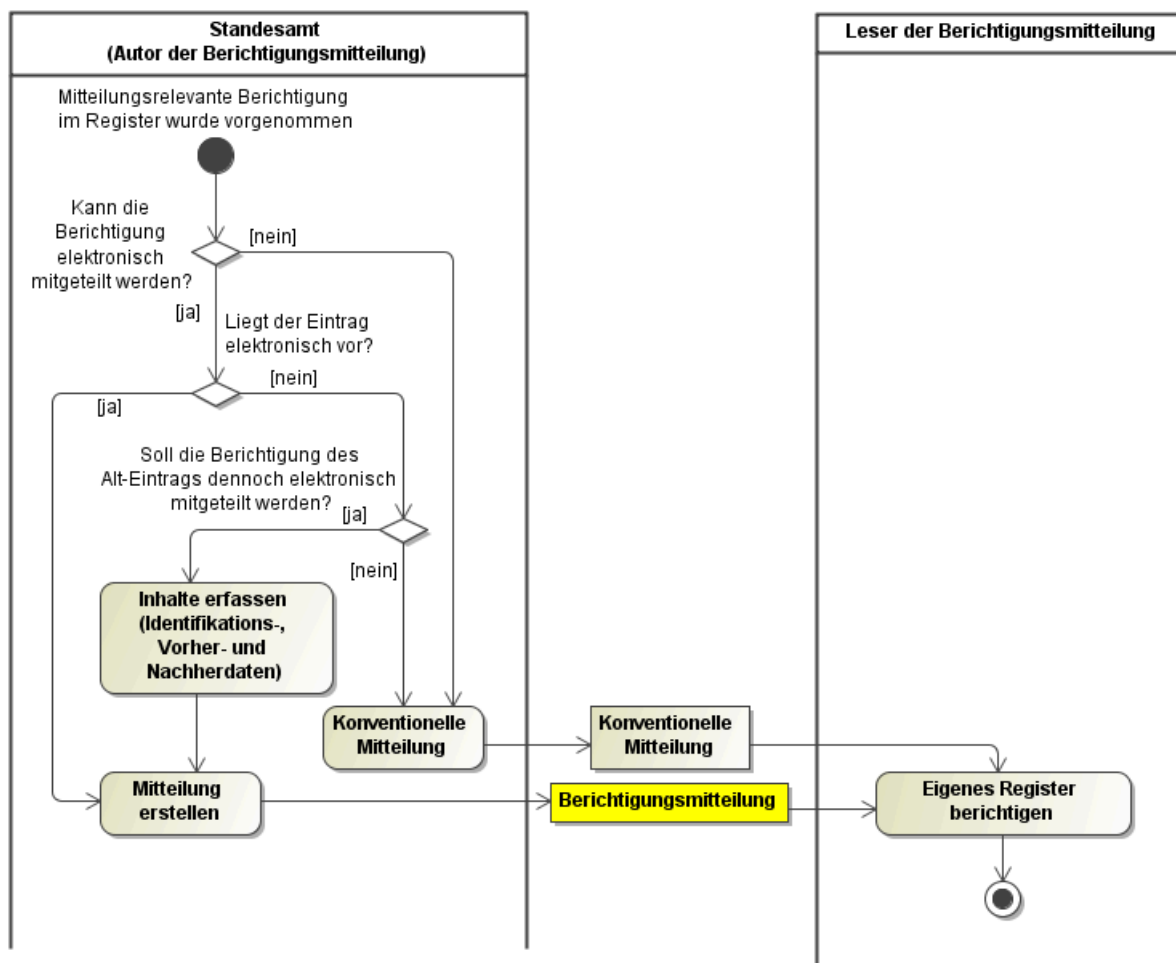 Standesamt
(Autor der Berichtigungsmitteilung)
Leser der Berichtigungsmitteilung
Mitteilungsrelevante Berichtigung
im Register wurde vorgenommen
Kann die
Berichtigung
elektronisch
mitgeteilt werden?
[nein]
[ja]
Liegt der Eintrag
elektronisch vor?
[nein]
[ja]
Soll die Berichtigung des
Alt-Eintrags dennoch elektronisch
mitgeteilt werden?
[ja]
[nein]
Inhalte erfassen
(Identifikations-,
Vorher- und
Nachherdaten)
Konventionelle
Mitteilung
Konventionelle
Mitteilung
Mitteilung
erstellen
Berichtigungsmitteilung
Eigenes Register
berichtigen